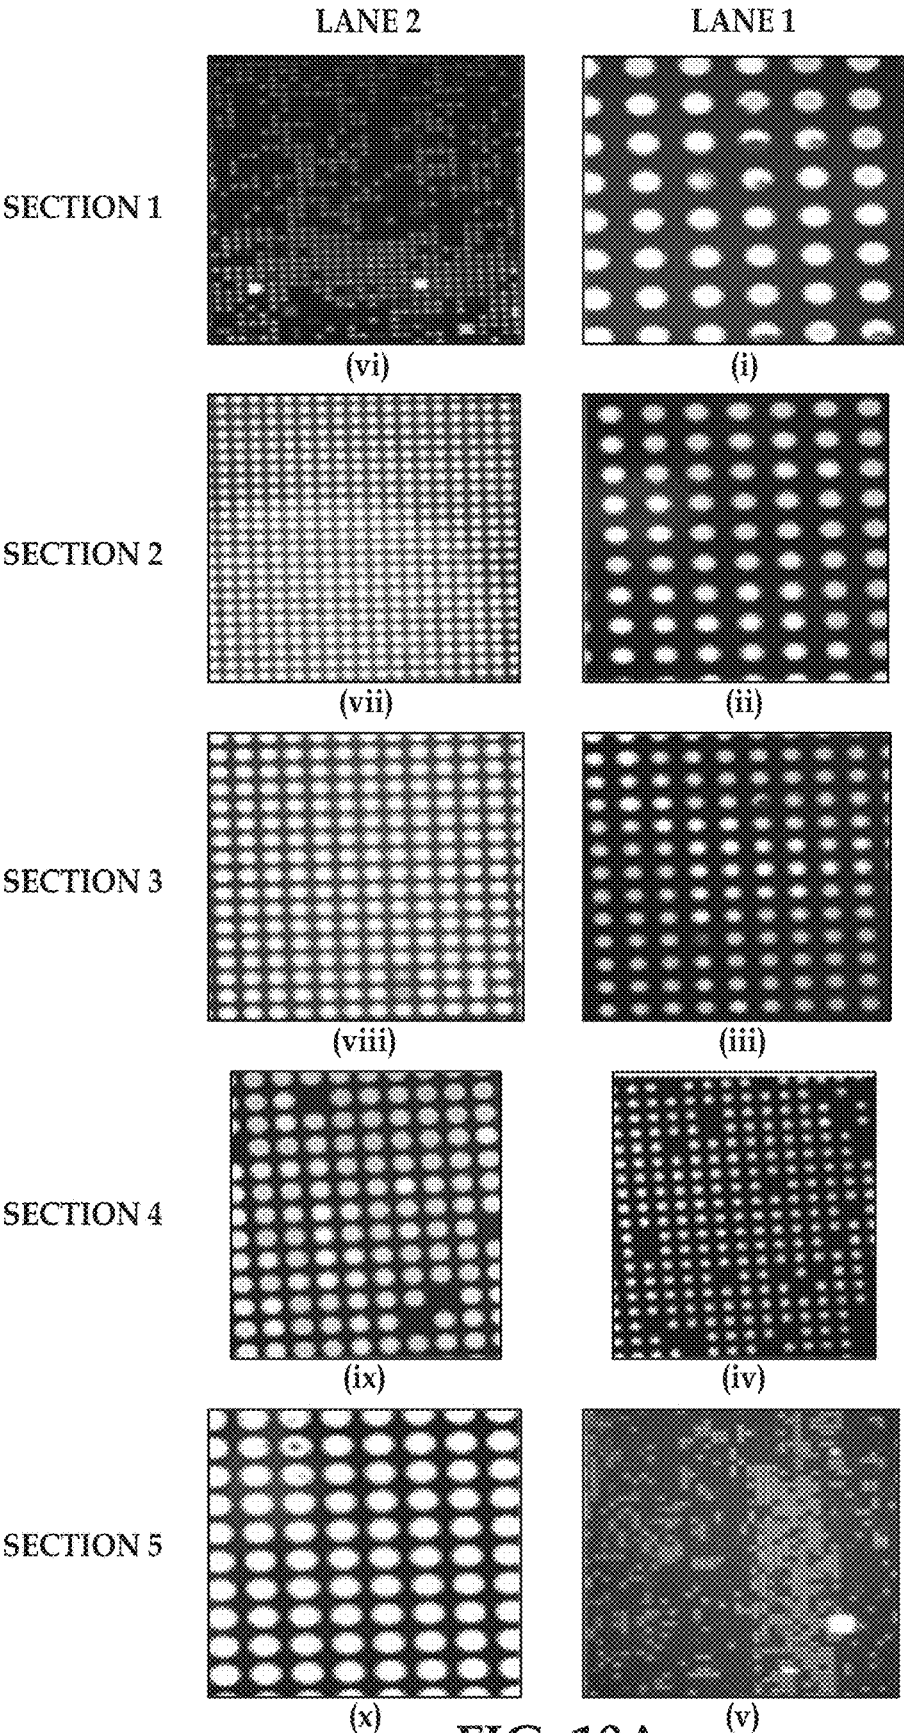 LANE 2 LANE 1
SECTION 1
(vi) (i)
SECTION 2
(vii) (ii)
SECTION 3
(viii) (iii)
SECTION 4
(ix) (iv)
SECTION 5
(x) (v)